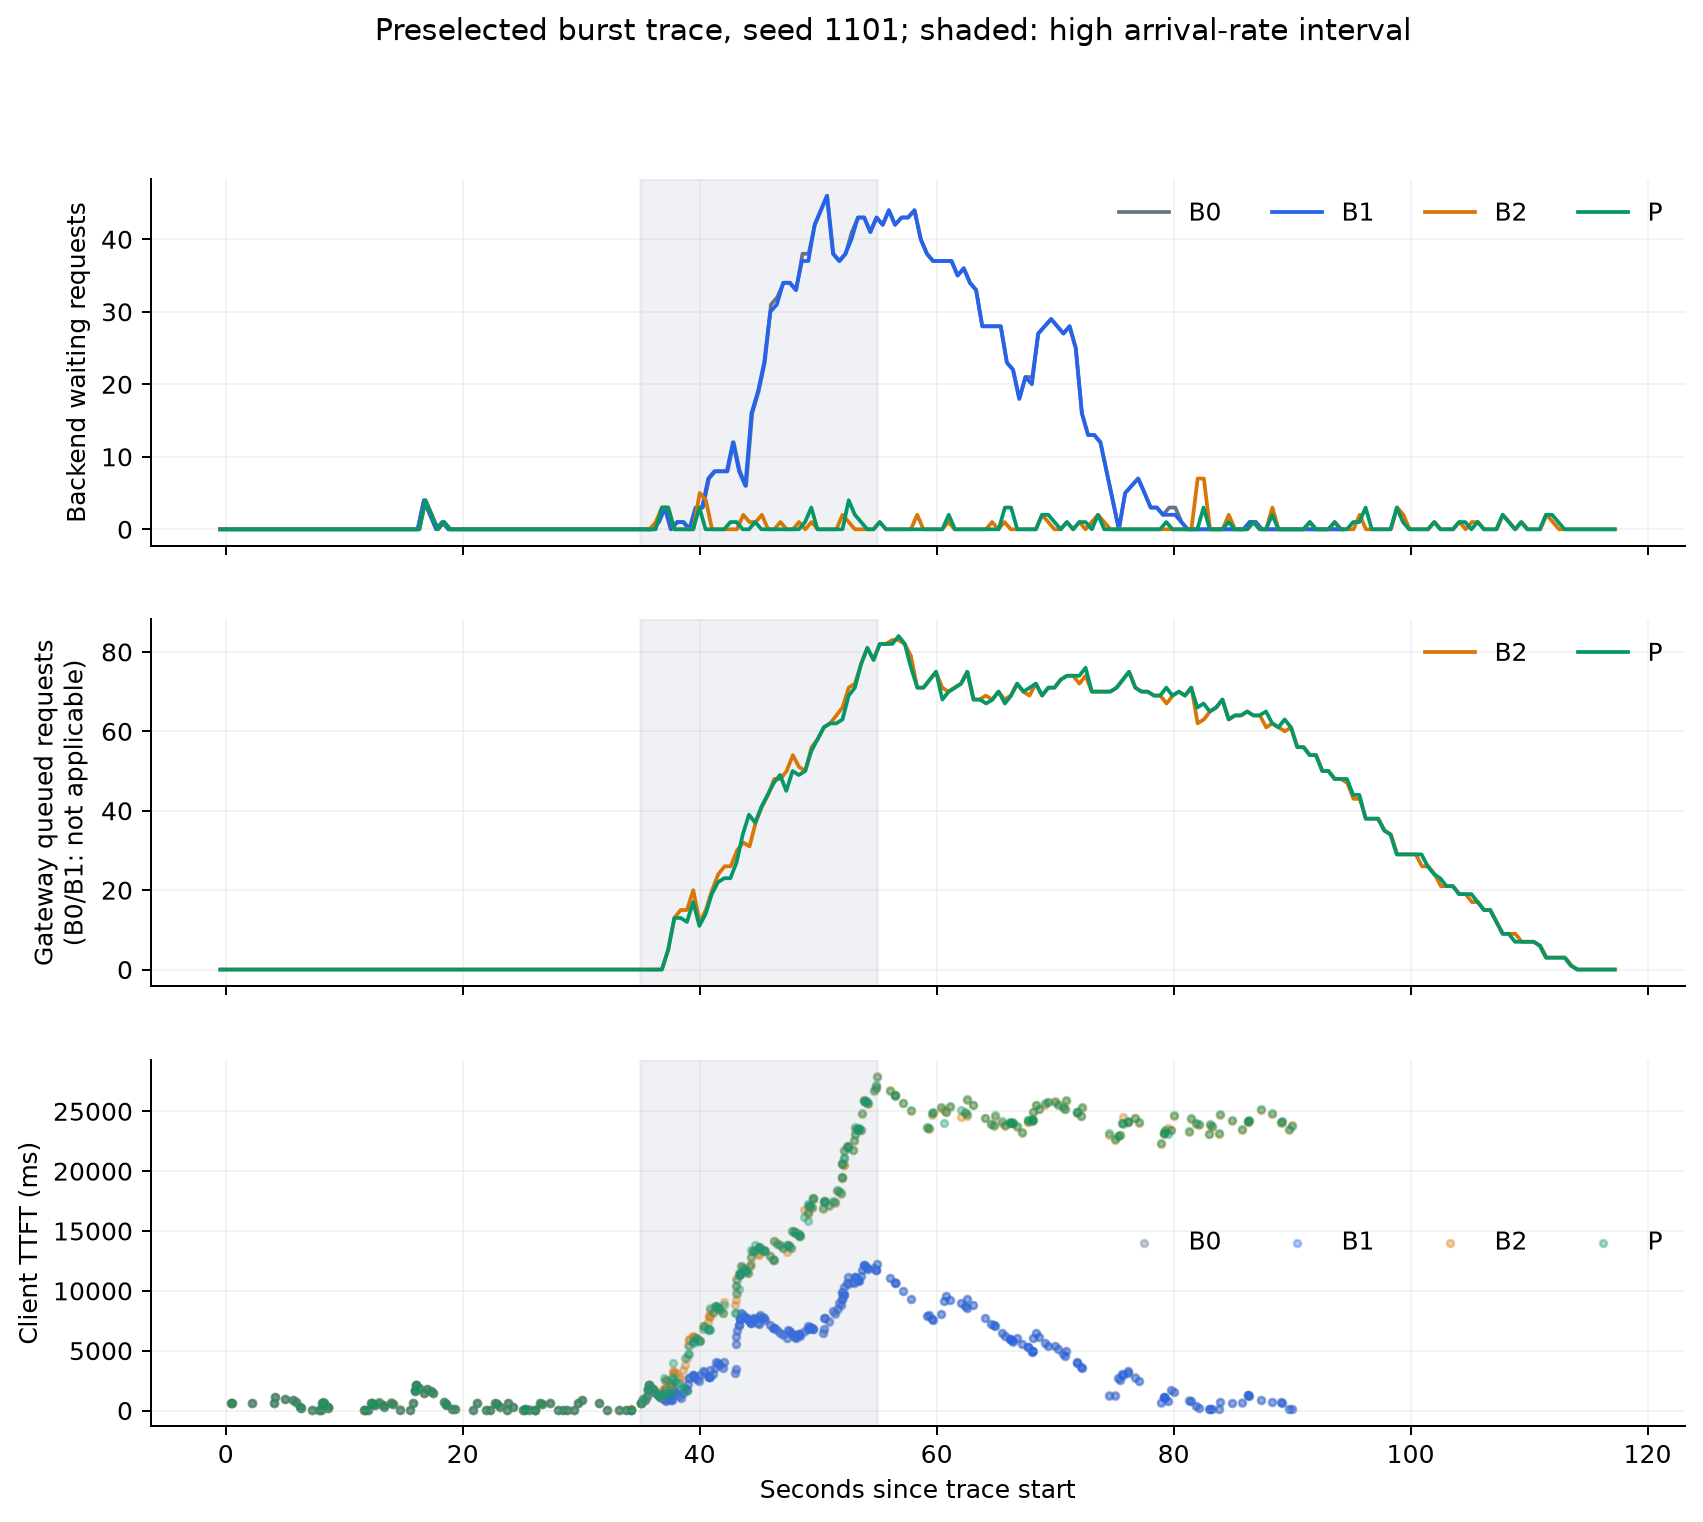 Preselected burst trace, seed 1101; shaded: high arrival-rate interval
Backend waiting requests
40
30
20
10
0
B0 B1 B2 P
Gateway queued requests
(B0/B1: not applicable)
80
60
40
20
0
B2 P
Client TTFT (ms)
25000
20000
15000
10000
5000
0
B0 B1 B2 P
0 20 40 60 80 100 120
Seconds since trace start